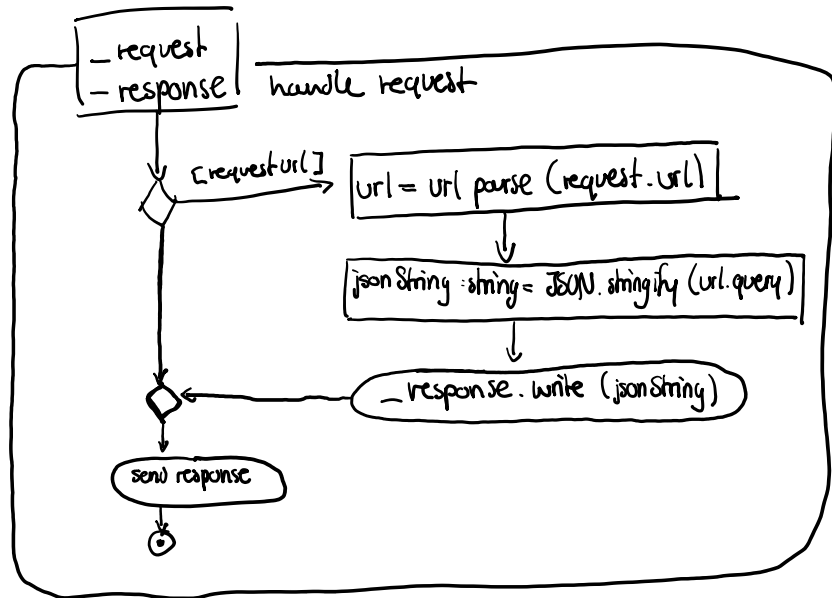 _request
_response
handle request
[requesturl]
url = url parse (request.url)
jsonString :string = JSON.stringify (url.query)
_response.write (jsonString)
send response